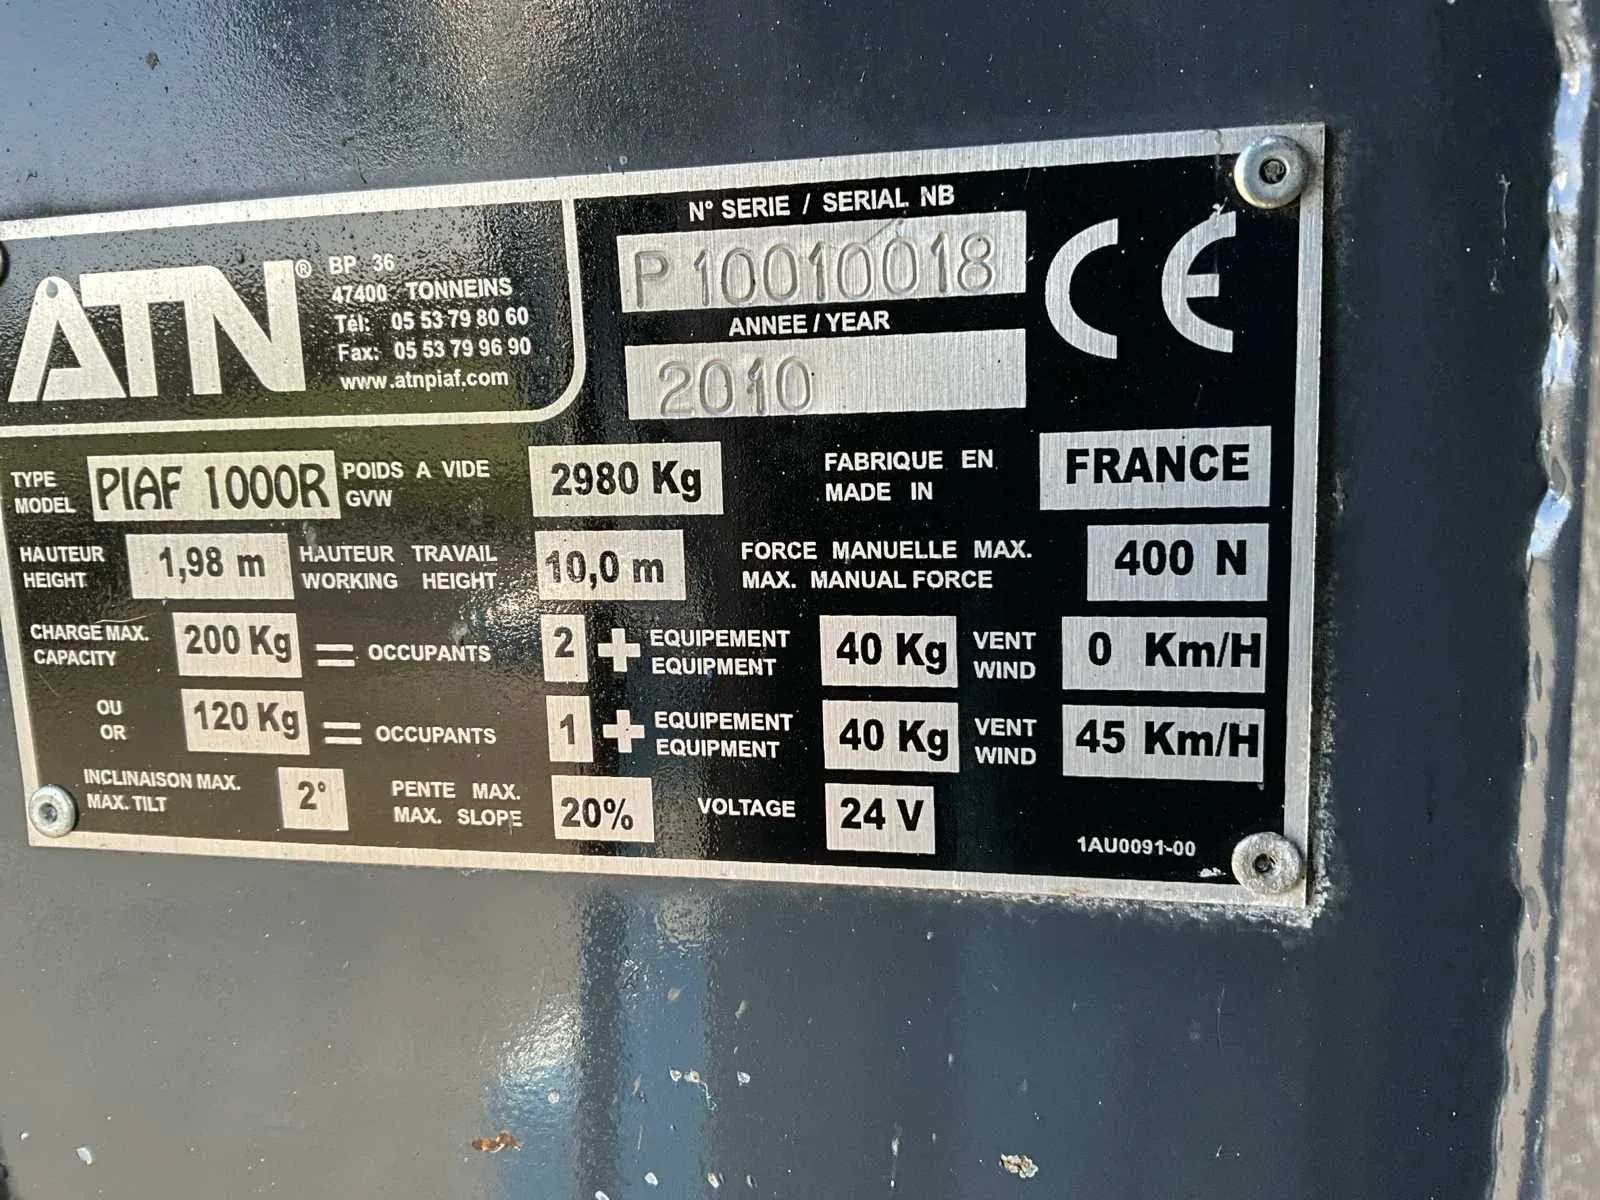 ATN®
BP 36
47400 TONNEINS
Tél: 05 53 79 80 60
Fax: 05 53 79 96 90
www.atnpiaf.com
N° SERIE / SERIAL NB
P10010018
ANNEE / YEAR
2010
CE
TYPE
MODEL
PIAF 1000R
POIDS A VIDE
GVW
2980 Kg
FABRIQUE EN
MADE IN
FRANCE
HAUTEUR
HEIGHT
1,98 m
HAUTEUR TRAVAIL
WORKING HEIGHT
10,0 m
FORCE MANUELLE MAX.
MAX. MANUAL FORCE
400 N
CHARGE MAX.
CAPACITY
200 Kg
= OCCUPANTS
2
+ EQUIPEMENT
EQUIPMENT
40 Kg
VENT
WIND
0 Km/H
OU
OR
120 Kg
= OCCUPANTS
1
+ EQUIPEMENT
EQUIPMENT
40 Kg
VENT
WIND
45 Km/H
INCLINAISON MAX.
MAX. TILT
2°
PENTE MAX.
MAX. SLOPE
20%
VOLTAGE
24 V
1AU0091-00